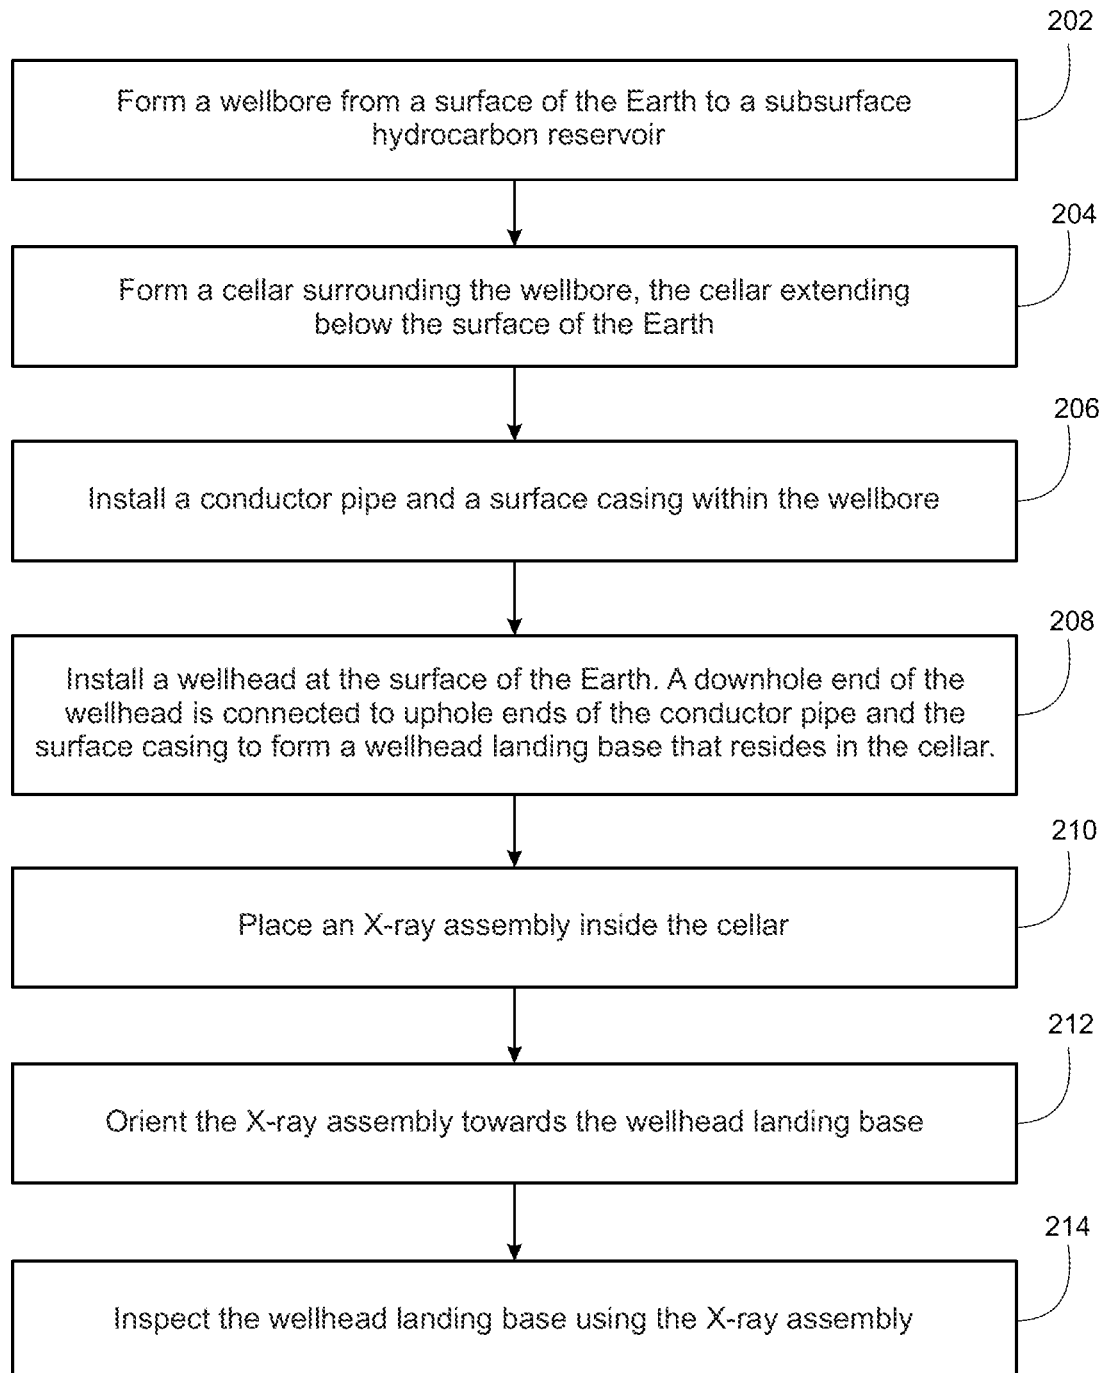 202
Form a wellbore from a surface of the Earth to a subsurface
hydrocarbon reservoir
204
Form a cellar surrounding the wellbore, the cellar extending
below the surface of the Earth
206
Install a conductor pipe and a surface casing within the wellbore
208
Install a wellhead at the surface of the Earth. A downhole end of the
wellhead is connected to uphole ends of the conductor pipe and the
surface casing to form a wellhead landing base that resides in the cellar.
210
Place an X-ray assembly inside the cellar
212
Orient the X-ray assembly towards the wellhead landing base
214
Inspect the wellhead landing base using the X-ray assembly